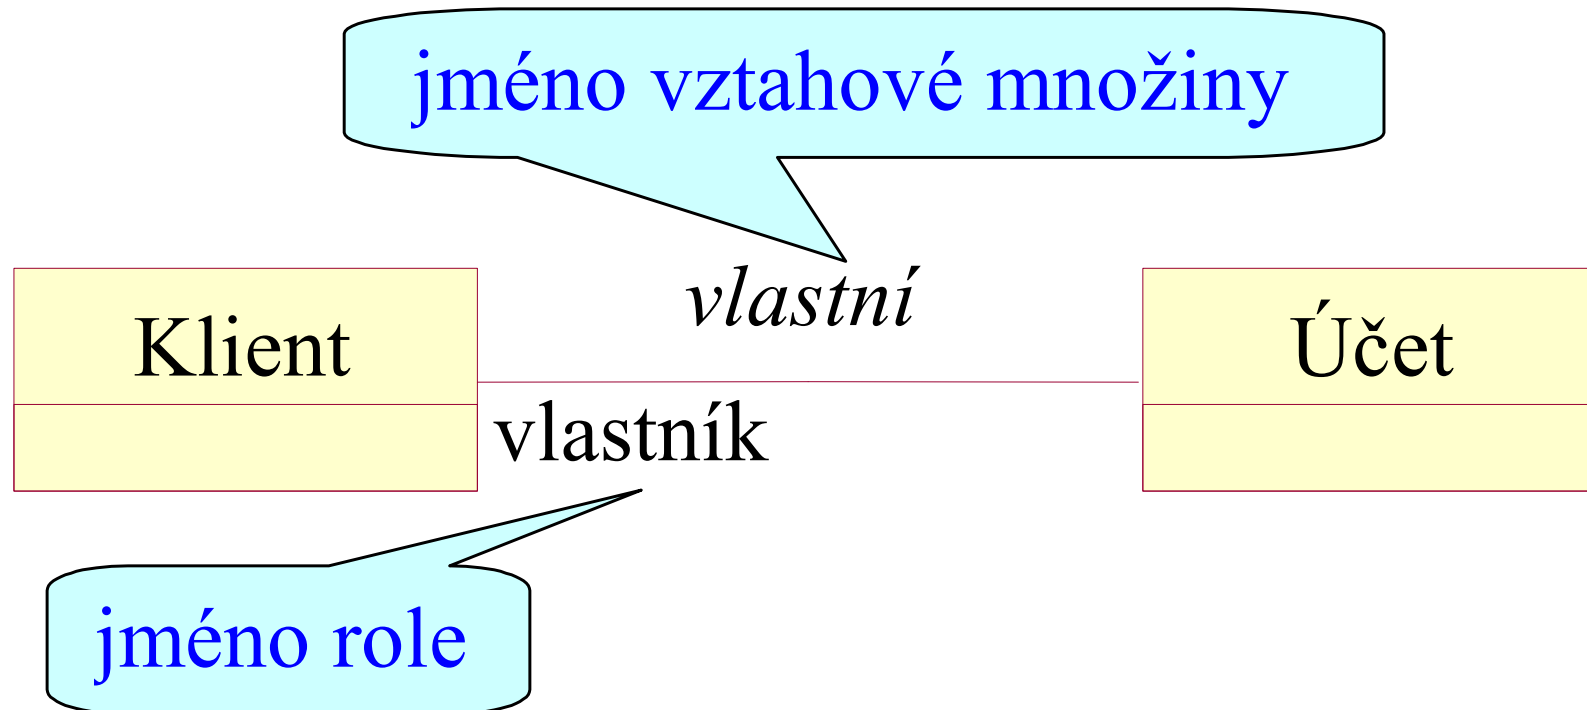 jméno vztahové množiny
vlastní
Klient
Účet
vlastník
jméno role